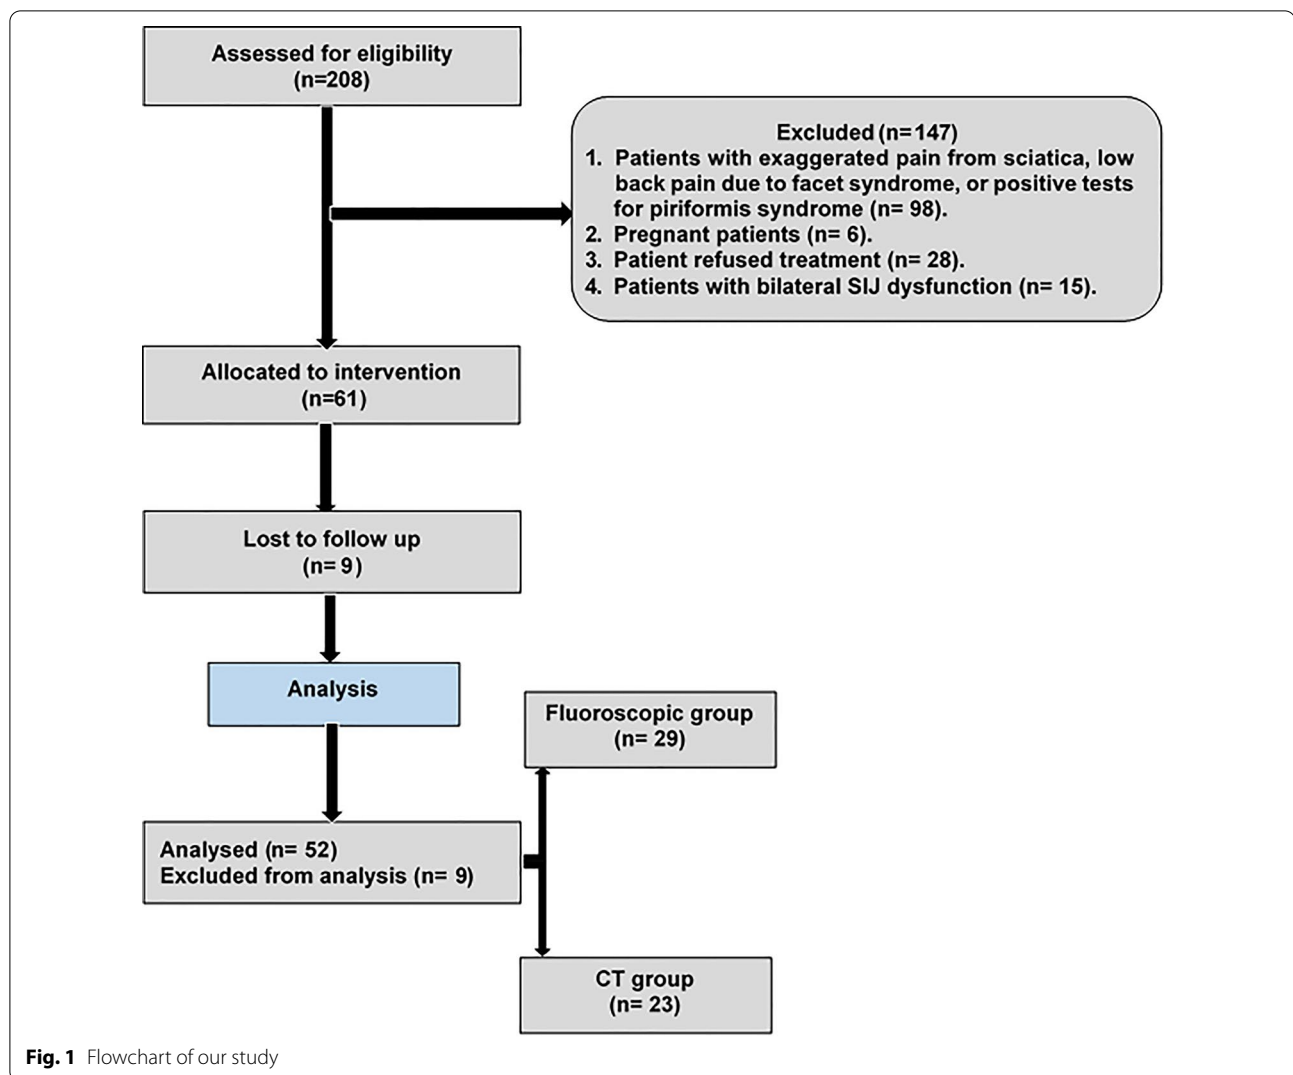 Assessed for eligibility
(n=208)
Excluded (n=147)
1. Patients with exaggerated pain from sciatica, low
back pain due to facet syndrome, or positive tests
for piriformis syndrome (n= 98).
2. Pregnant patients (n= 6).
3. Patient refused treatment (n= 28).
4. Patients with bilateral SIJ dysfunction (n= 15).
Allocated to intervention
(n=61)
Lost to follow up
(n= 9)
Analysis
Fluoroscopic group
(n= 29)
Analysed (n= 52)
Excluded from analysis (n= 9)
CT group
(n= 23)
Fig. 1 Flowchart of our study